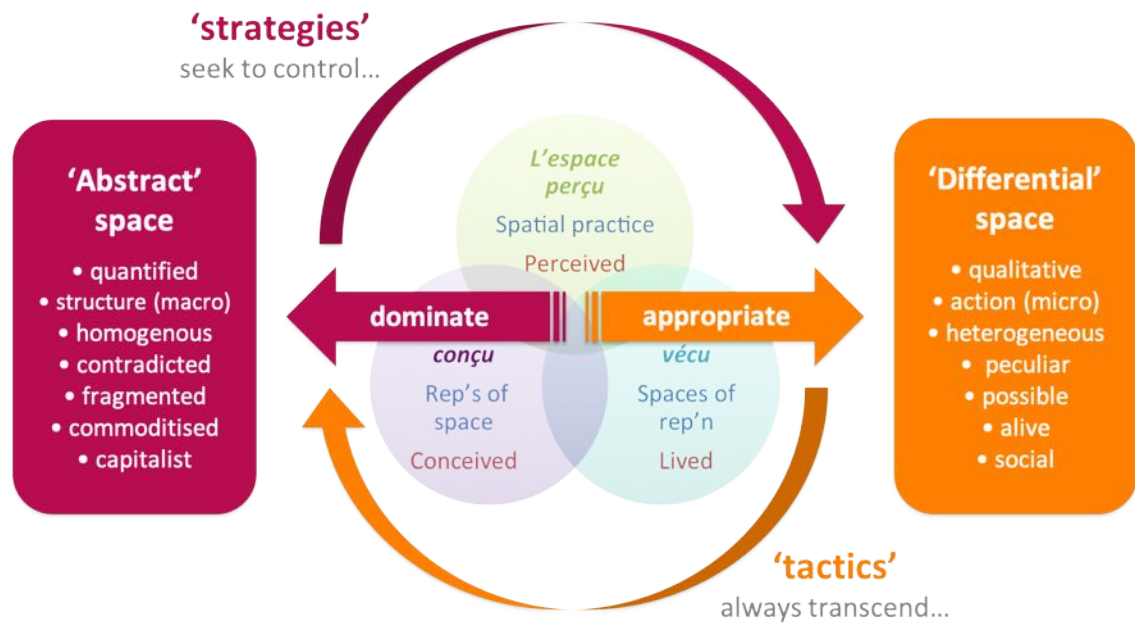 ‘strategies’
seek to control...
‘Abstract’
space
• quantified
• structure (macro)
• homogenous
• contradicted
• fragmented
• commoditised
• capitalist
L’espace
perçu
Spatial practice
Perceived
dominate
appropriate
conçu
Rep’s of
space
Conceived
vécu
Spaces of
rep’n
Lived
‘Differential’
space
• qualitative
• action (micro)
• heterogeneous
• peculiar
• possible
• alive
• social
‘tactics’
always transcend...